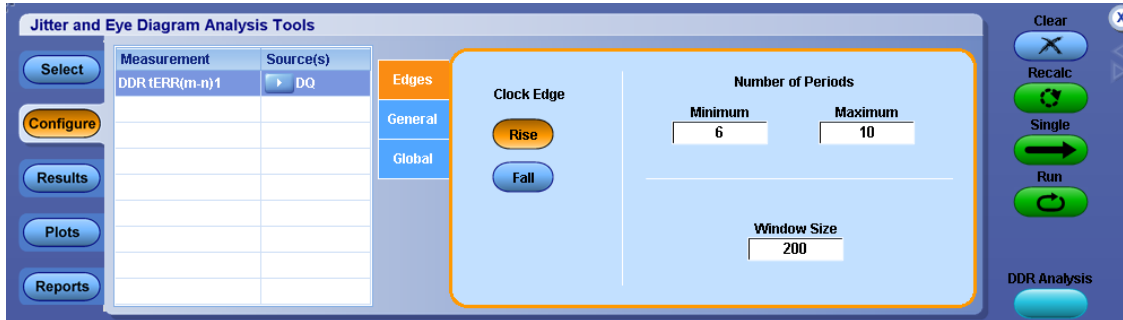 Jitter and Eye Diagram Analysis Tools
Select
Configure
Results
Plots
Reports
Measurement Source(s)
DDR tERR(m-n)1 DQ
Edges
General
Global
Clock Edge
Rise
Fall
Number of Periods
Minimum Maximum
6 10
Window Size
200
Clear
X
Recalc
Single
Run
DDR Analysis